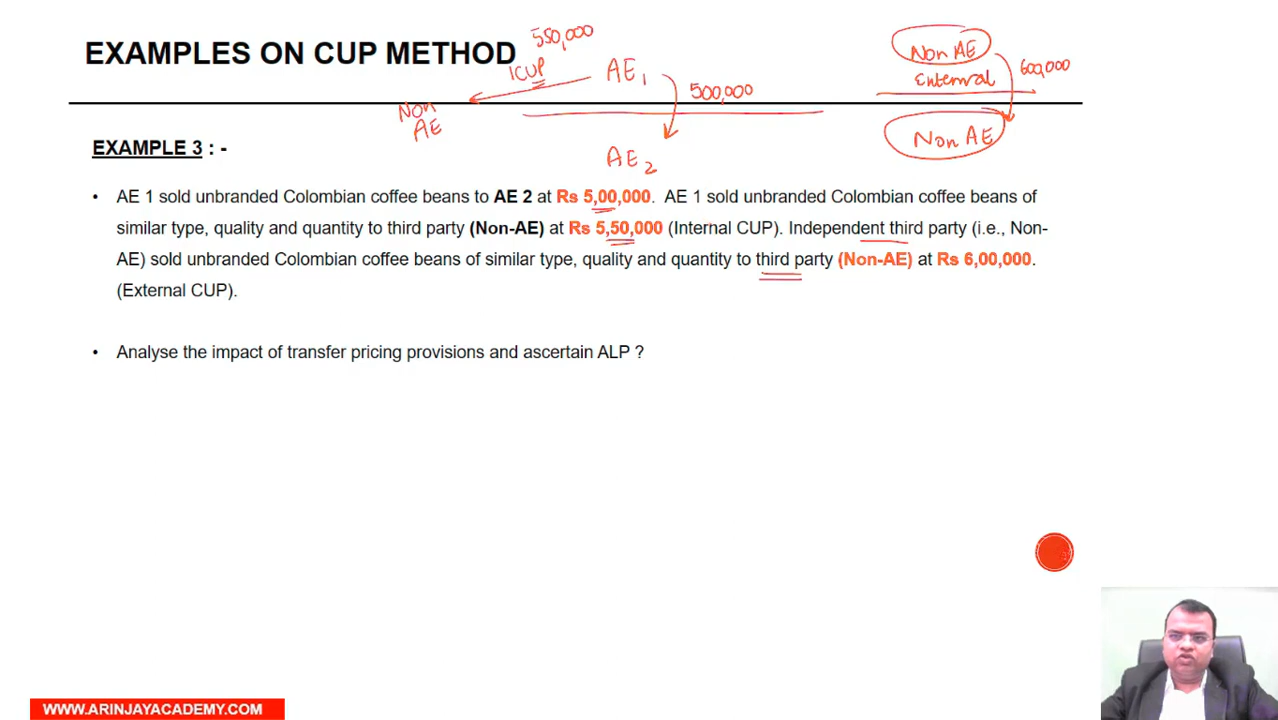 EXAMPLES ON CUP METHOD
550,000
ICUP
AE1
500,000
Non
AE
AE2
Non AE
External
600,000
Non AE
EXAMPLE 3 : -
• AE 1 sold unbranded Colombian coffee beans to AE 2 at Rs 5,00,000. AE 1 sold unbranded Colombian coffee beans of
similar type, quality and quantity to third party (Non-AE) at Rs 5,50,000 (Internal CUP). Independent third party (i.e., Non-
AE) sold unbranded Colombian coffee beans of similar type, quality and quantity to third party (Non-AE) at Rs 6,00,000.
(External CUP).
• Analyse the impact of transfer pricing provisions and ascertain ALP ?
WWW.ARINJAYACADEMY.COM